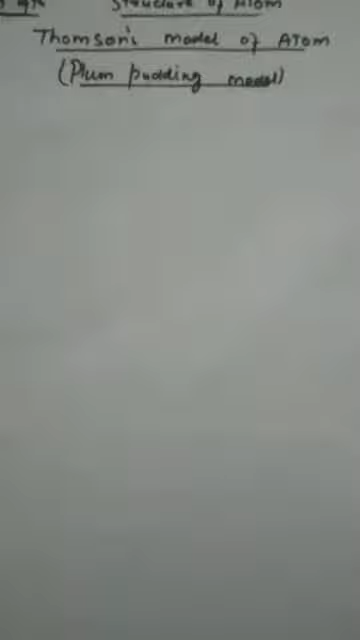 Structure of Atom
Thomson's model of Atom
(Plum pudding model)